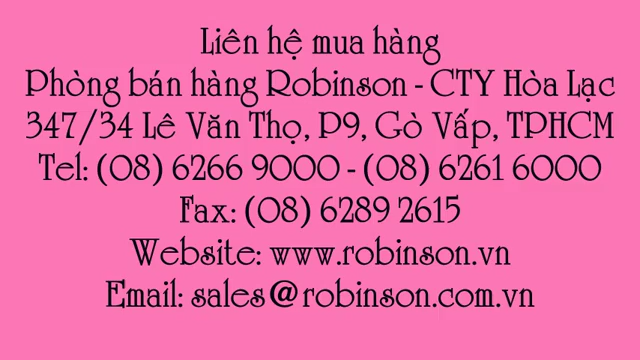 Liên hệ mua hàng
Phòng bán hàng Robinson - CTY Hòa Lạc
347/34 Lê Văn Thọ, P9, Gò Vấp, TPHCM
Tel: (08) 6266 9000 - (08) 6261 6000
Fax: (08) 6289 2615
Website: www.robinson.vn
Email: sales@robinson.com.vn